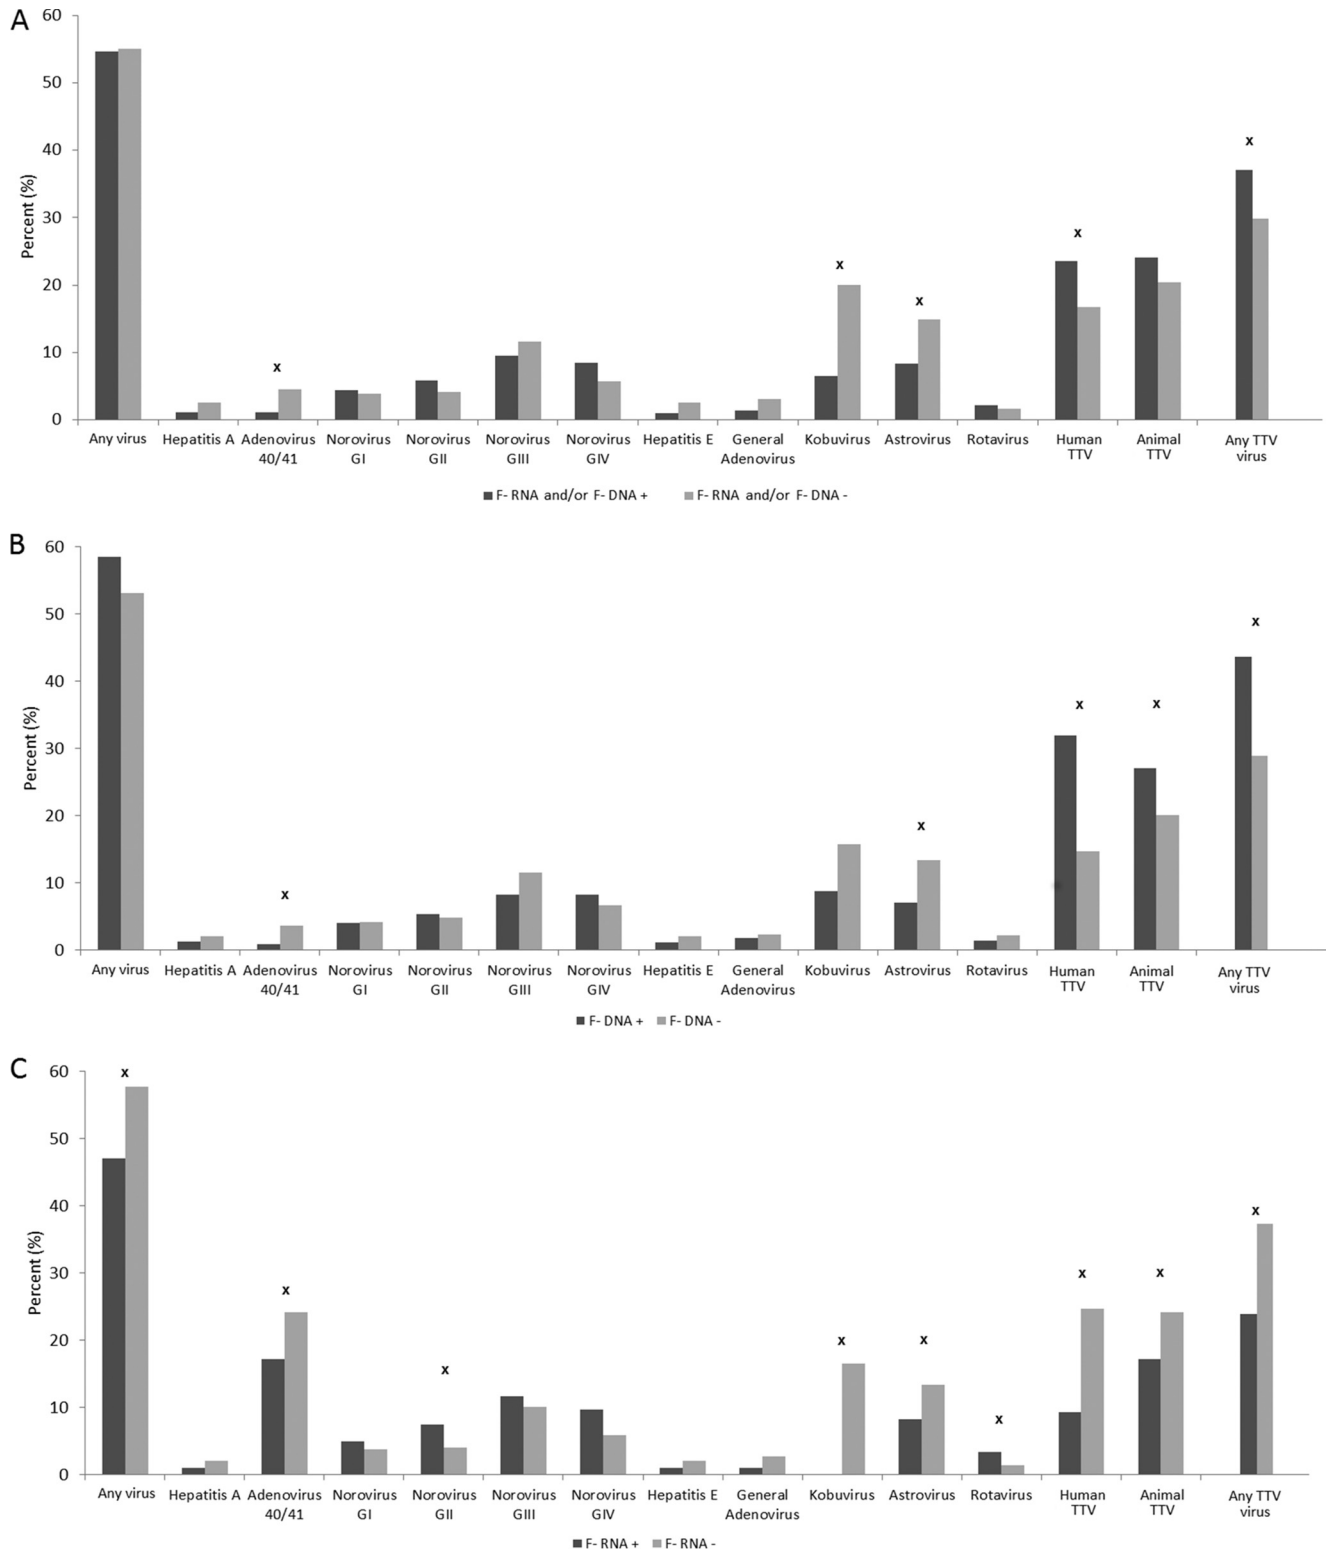 A
60
50
40
30
20
10
0
Percent (%)
x x x x x
Any virus Hepatitis A Adenovirus Norovirus Norovirus Norovirus Norovirus Hepatitis E General Kobuvirus Astrovirus Rotavirus Human Animal Any TTV
40/41 GI GII GIII GIV Adenovirus TTV TTV virus
F- RNA and/or F- DNA + F- RNA and/or F- DNA -
B
60
50
40
30
20
10
0
Percent (%)
x x x x x
Any virus Hepatitis A Adenovirus Norovirus Norovirus Norovirus Norovirus Hepatitis E General Kobuvirus Astrovirus Rotavirus Human Animal Any TTV
40/41 GI GII GIII GIV Adenovirus TTV TTV virus
F- DNA + F- DNA -
C
60
50
40
30
20
10
0
Percent (%)
x x x x x x x x x
Any virus Hepatitis A Adenovirus Norovirus Norovirus Norovirus Norovirus Hepatitis E General Kobuvirus Astrovirus Rotavirus Human Animal Any TTV
40/41 GI GII GIII GIV Adenovirus TTV TTV virus
F- RNA + F- RNA -